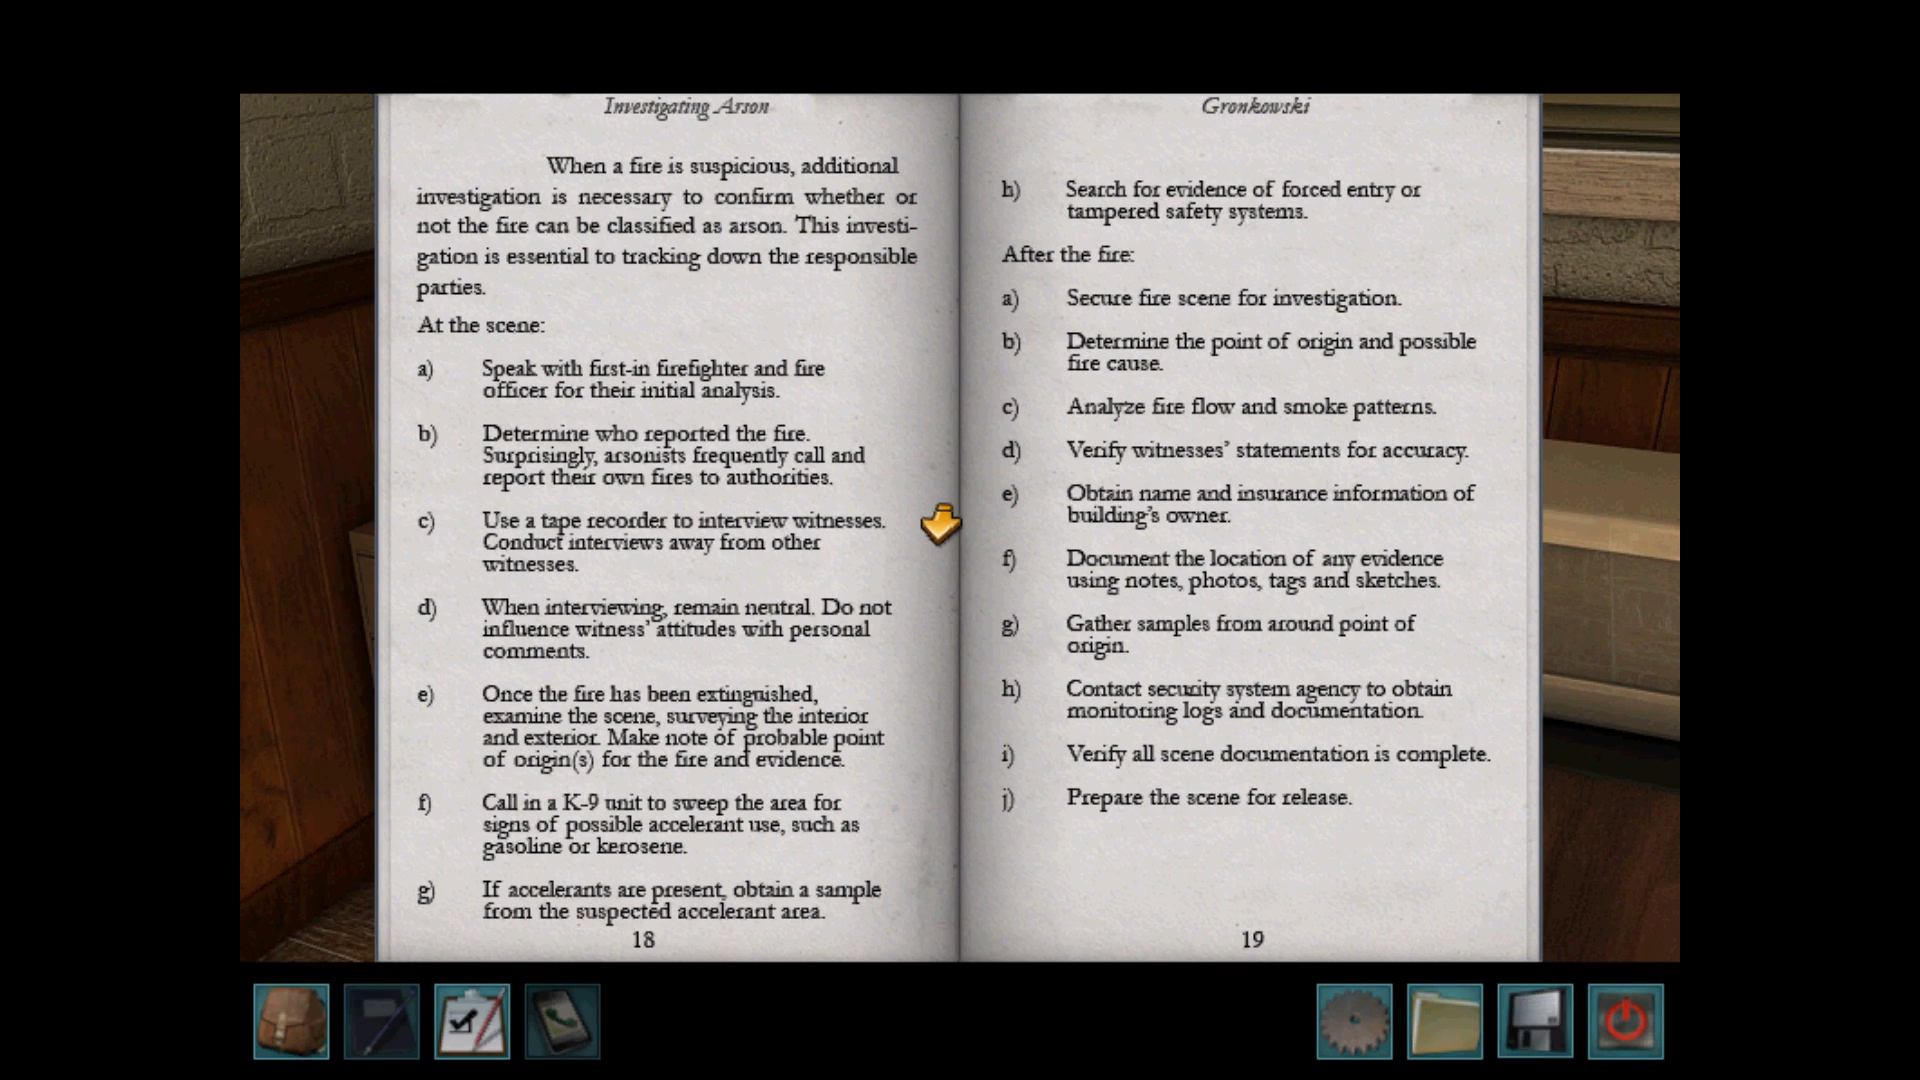 Investigating Arson
When a fire is suspicious, additional
investigation is necessary to confirm whether or
not the fire can be classified as arson. This investi-
gation is essential to tracking down the responsible
parties.
At the scene:
a) Speak with first-in firefighter and fire
officer for their initial analysis.
b) Determine who reported the fire.
Surprisingly, arsonists frequently call and
report their own fires to authorities.
c) Use a tape recorder to interview witnesses.
Conduct interviews away from other
witnesses.
d) When interviewing, remain neutral. Do not
influence witness' attitudes with personal
comments.
e) Once the fire has been extinguished,
examine the scene, surveying the interior
and exterior. Make note of probable point
of origin(s) for the fire and evidence.
f) Call in a K-9 unit to sweep the area for
signs of possible accelerant use, such as
gasoline or kerosene.
g) If accelerants are present, obtain a sample
from the suspected accelerant area.
18
Gronkowski
h) Search for evidence of forced entry or
tampered safety systems.
After the fire:
a) Secure fire scene for investigation.
b) Determine the point of origin and possible
fire cause.
c) Analyze fire flow and smoke patterns.
d) Verify witnesses' statements for accuracy.
e) Obtain name and insurance information of
building's owner.
f) Document the location of any evidence
using notes, photos, tags and sketches.
g) Gather samples from around point of
origin.
h) Contact security system agency to obtain
monitoring logs and documentation.
i) Verify all scene documentation is complete.
j) Prepare the scene for release.
19